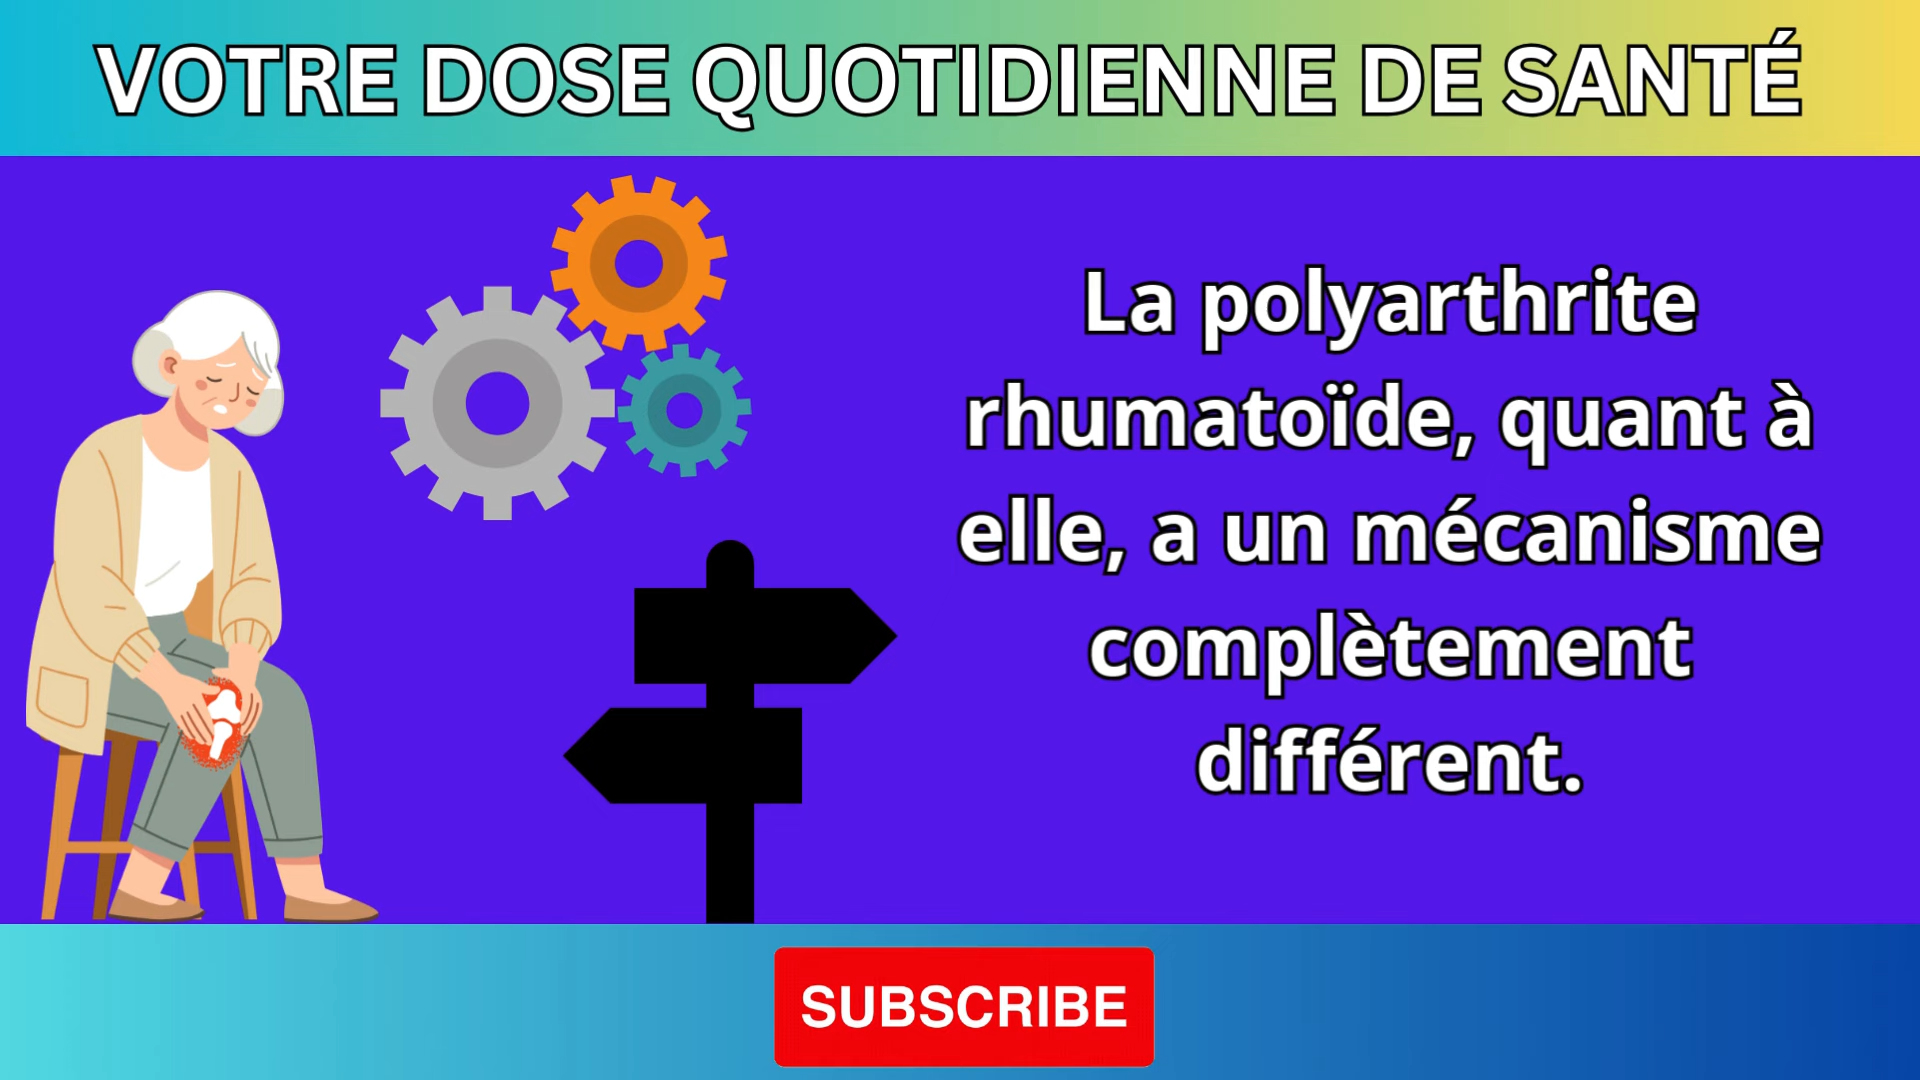 VOTRE DOSE QUOTIDIENNE DE SANTÉ
La polyarthrite
rhumatoïde, quant à
elle, a un mécanisme
complètement
différent.
SUBSCRIBE